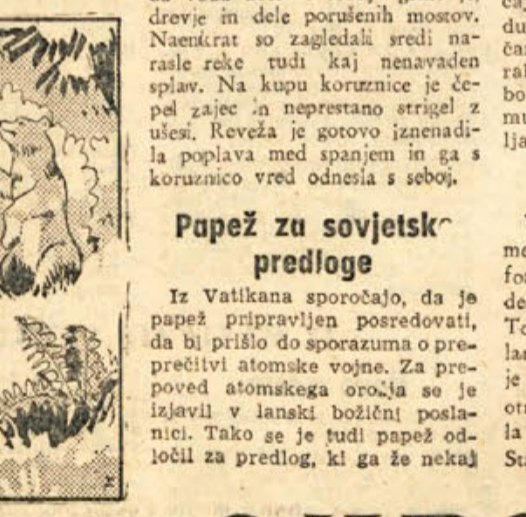 drevje in dele porušenih mostov.
Naenkrat so zagledali sredi na-
rasle reke tudi kaj nenavaden
splav. Na kupu koruznice je če-
pel zajec in neprestano strigel z
ušesi. Reveža je gotovo iznenadi-
la poplava med spanjem in ga s
koruznico vred odnesla s seboj.
Papež za sovjetske
predloge
Iz Vatikana sporočajo, da je
papež pripravljen posredovati,
da bi prišlo do sporazuma o pre-
prečitvi atomske vojne. Za pre-
poved atomskega orožja se je
izjavil v lanski božični posla-
nici. Tako se je tudi papež od-
ločil za predlog, ki ga že nekaj